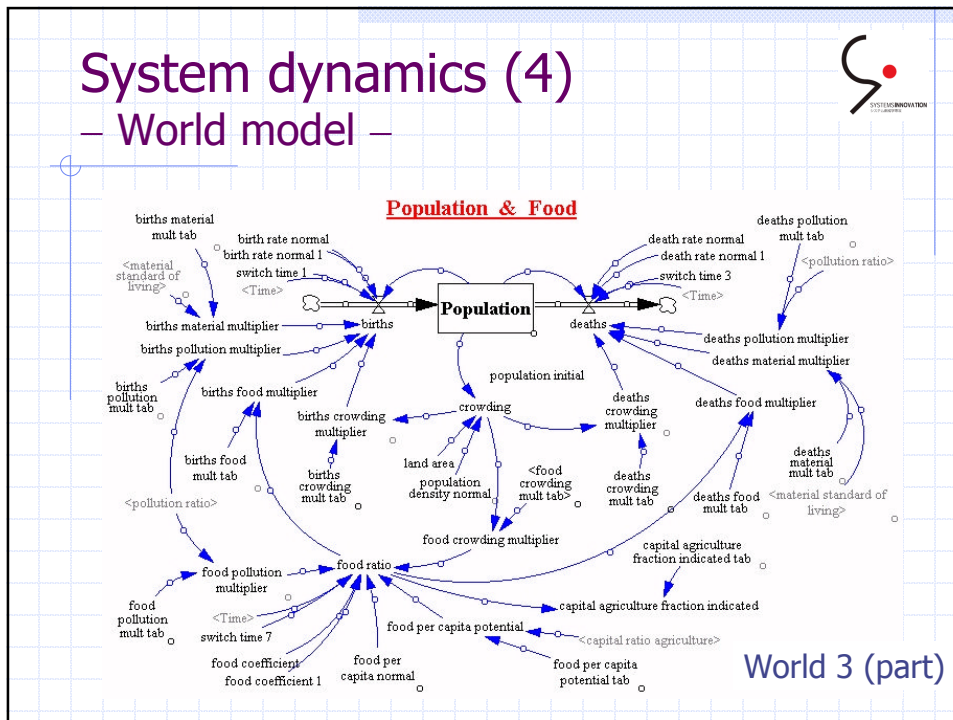 System dynamics (4)
– World model –
SYSTEMSINNOVATION
Population & Food
births material
mult tab
birth rate normal
birth rate normal 1
switch time 1
<Time>
<material
standard of
living>
death rate normal
death rate normal 1
switch time 3
<Time>
deaths pollution
mult tab
<pollution ratio>
Population
births material multiplier
births
deaths
births pollution multiplier
deaths pollution multiplier
deaths material multiplier
births
pollution
mult tab
births food multiplier
population initial
births crowding
multiplier
crowding
deaths
crowding
multiplier
deaths food multiplier
births food
mult tab
births
crowding
mult tab
land area
population
density normal
<food
crowding
mult tab>
deaths
crowding
mult tab
deaths food
mult tab
deaths
material
mult tab
<material standard of
living>
<pollution ratio>
food crowding multiplier
capital agriculture
fraction indicated tab
food pollution
multiplier
food ratio
food
pollution
mult tab
<Time>
switch time 7
food per capita potential
capital agriculture fraction indicated
<capital ratio agriculture>
food coefficient
food coefficient 1
food per
capita normal
food per capita
potential tab
World 3 (part)